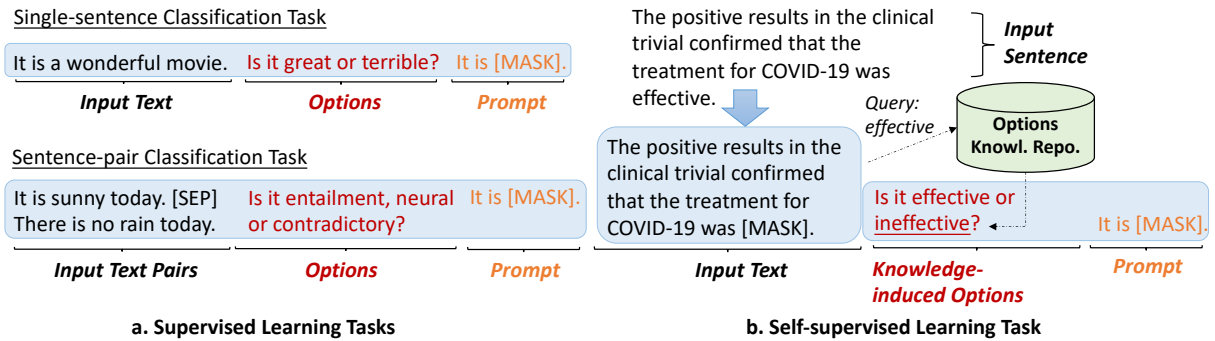 Single-sentence Classification Task
It is a wonderful movie. Is it great or terrible? It is [MASK].
Input Text Options Prompt
Sentence-pair Classification Task
It is sunny today. [SEP] Is it entailment, neural It is [MASK].
There is no rain today. or contradictory?
Input Text Pairs Options Prompt
a. Supervised Learning Tasks
The positive results in the clinical
trivial confirmed that the
treatment for COVID-19 was
effective.
Input
Sentence
Query:
effective
Options
Knowl. Repo.
The positive results in the
clinical trivial confirmed
that the treatment for
COVID-19 was [MASK].
Is it effective or
ineffective? It is [MASK].
Input Text Knowledge-
induced Options Prompt
b. Self-supervised Learning Task